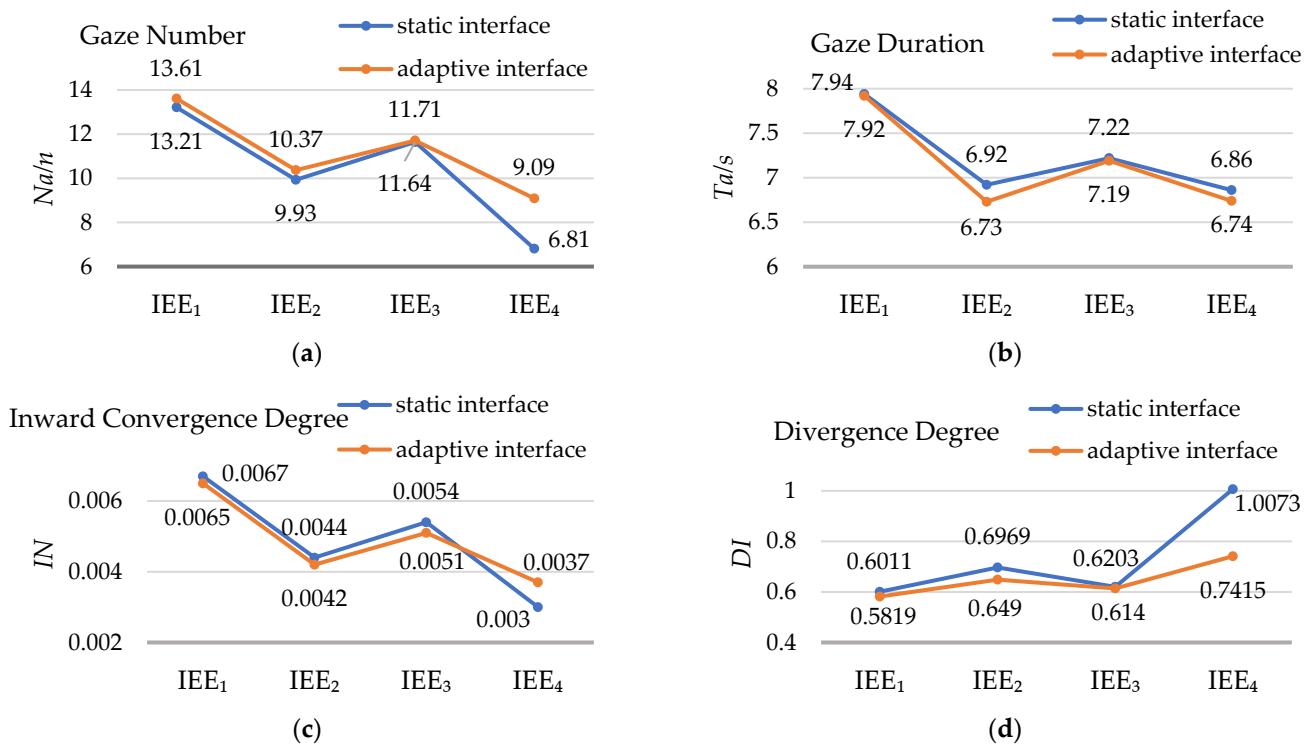 Gaze Number
static interface
adaptive interface
13.61
13.21
10.37
9.93
11.71
11.64
9.09
6.81
14
12
10
8
6
Na/n
IEE₁ IEE₂ IEE₃ IEE₄
(a)
Gaze Duration
static interface
adaptive interface
7.94
7.92
6.92
6.73
7.22
7.19
6.86
6.74
8
7.5
7
6.5
6
Ta/s
IEE₁ IEE₂ IEE₃ IEE₄
(b)
Inward Convergence Degree
static interface
adaptive interface
0.0067
0.0065
0.0044
0.0042
0.0054
0.0051
0.0037
0.003
0.006
0.004
0.002
IN
IEE₁ IEE₂ IEE₃ IEE₄
(c)
Divergence Degree
static interface
adaptive interface
0.6011
0.5819
0.6969
0.649
0.6203
0.614
1.0073
0.7415
1
0.8
0.6
0.4
DI
IEE₁ IEE₂ IEE₃ IEE₄
(d)